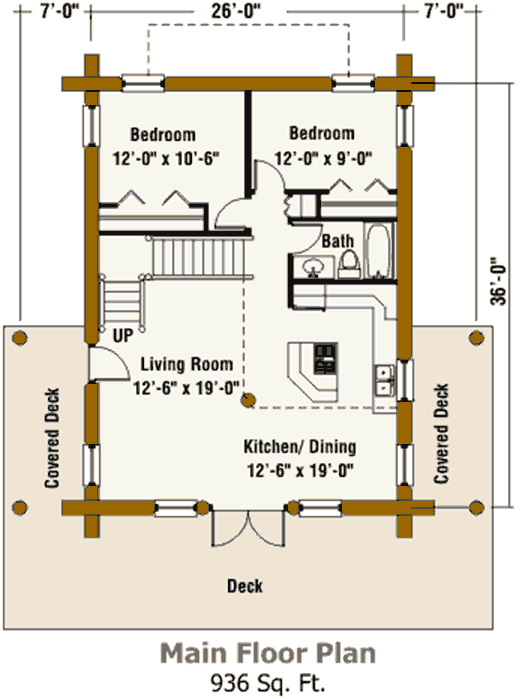 7'-0" 26'-0" 7'-0"
Bedroom
12'-0" x 10'-6"
Bedroom
12'-0" x 9'-0"
Bath
36'-0"
UP
Living Room
12'-6" x 19'-0"
Covered Deck
Covered Deck
Kitchen/ Dining
12'-6" x 19'-0"
Deck
Main Floor Plan
936 Sq. Ft.